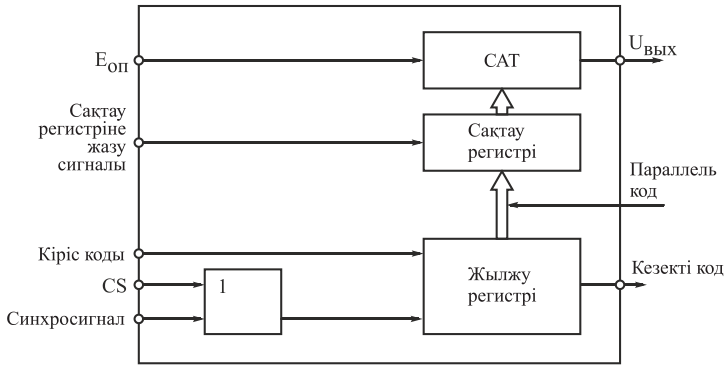 Eоп
САТ
Uвых
Сақтау
регистріне
жазу
сигналы
Сақтау
регистрі
Параллель
код
Кіріс коды
CS
1
Синхросигнал
Жылжу
регистрі
Кезекті код